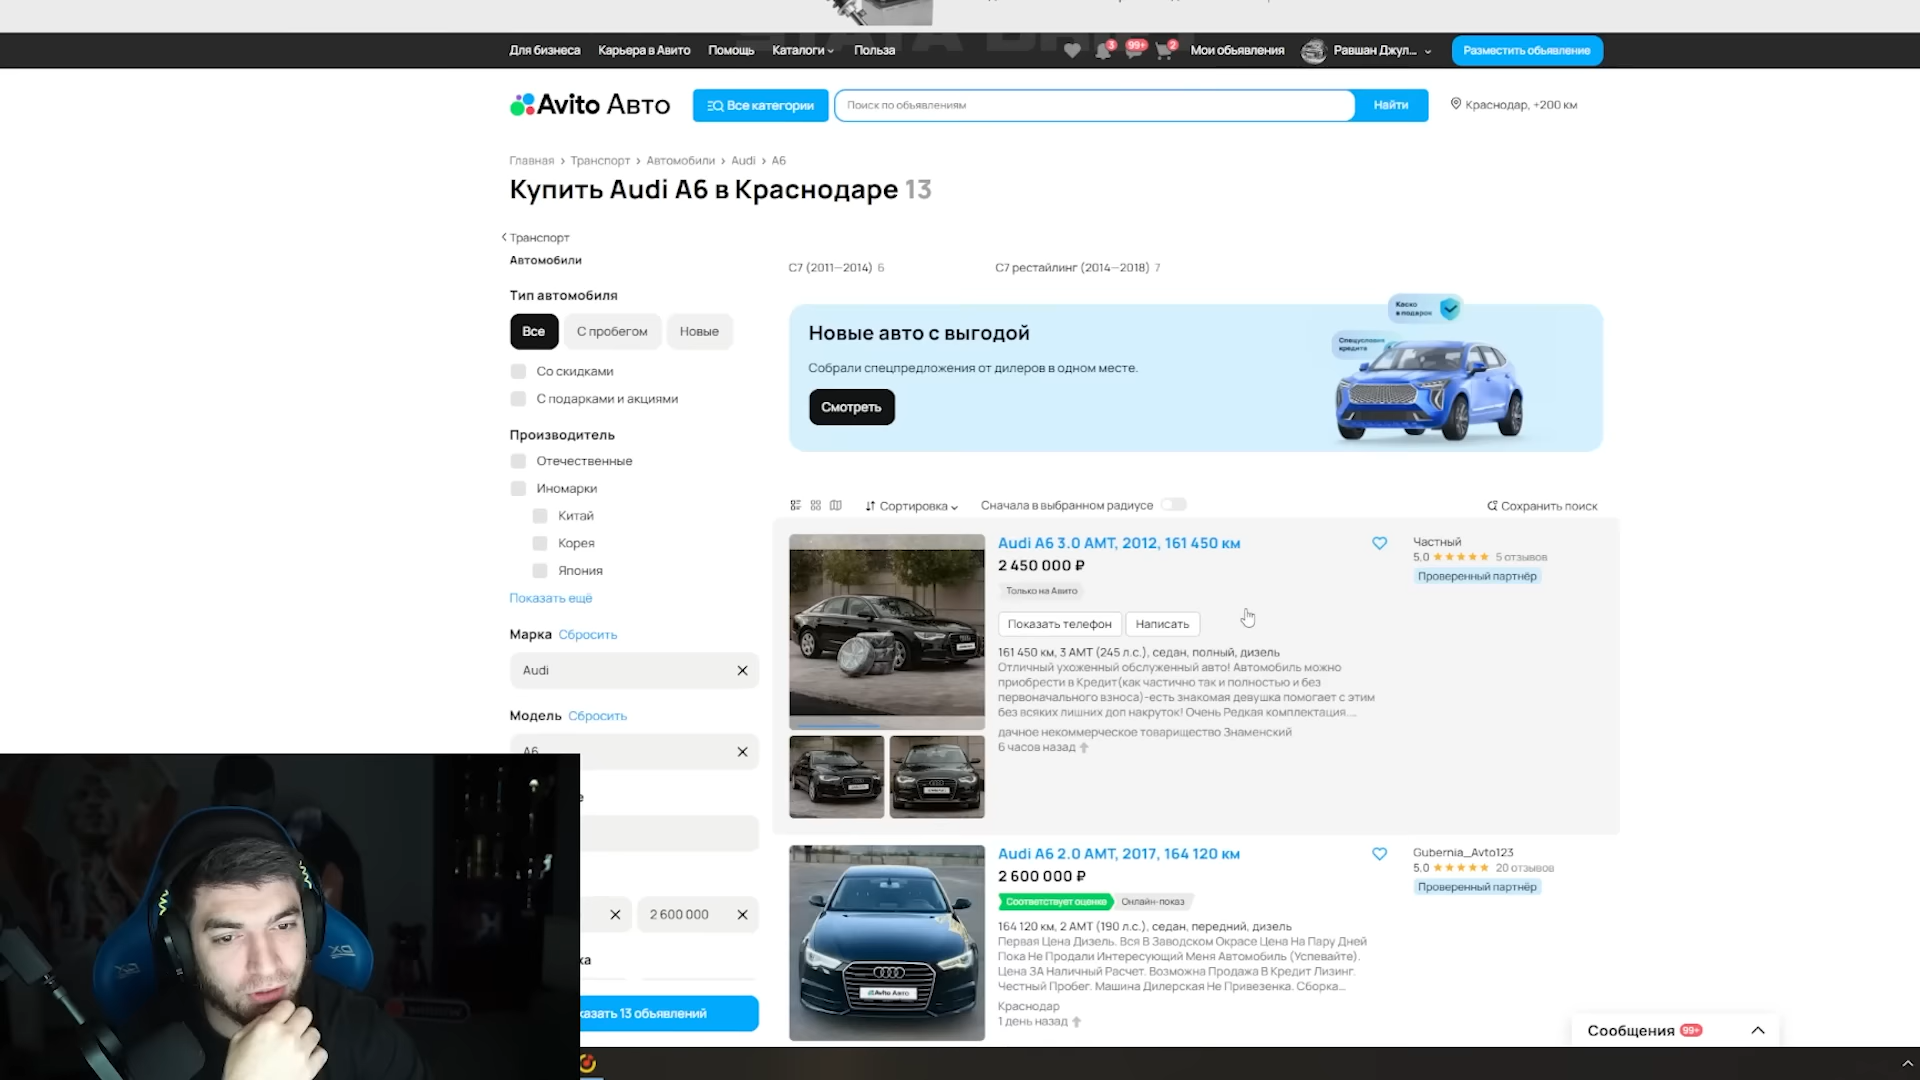 Для бизнеса Карьера в Авито Помощь Каталоги Польза 3 99+ 2 Мои объявления Равшан Джул... Разместить объявление
Avito Авто Все категории Поиск по объявлениям Найти Краснодар, +200 км
Главная › Транспорт › Автомобили › Audi › A6
Купить Audi A6 в Краснодаре 13
Транспорт
Автомобили
Тип автомобиля
Все С пробегом Новые
Со скидками
С подарками и акциями
Производитель
Отечественные
Иномарки
Китай
Корея
Япония
Показать ещё
Марка Сбросить
Audi
Модель Сбросить
A6
2 600 000
казать 13 объявлений
C7 (2011—2014) 6 C7 рестайлинг (2014—2018) 7
Новые авто с выгодой
Собрали спецпредложения от дилеров в одном месте.
Смотреть
Каско
в подарок
Спецусловия
кредита
Сортировка Сначала в выбранном радиусе Сохранить поиск
Audi A6 3.0 AMT, 2012, 161 450 км
2 450 000 ₽
Только на Авито
Показать телефон Написать
161 450 км, 3 AMT (245 л.с.), седан, полный, дизель
Отличный ухоженный обслуженный авто! Автомобиль можно
приобрести в Кредит(как частично так и полностью и без
первоначального взноса)-есть знакомая девушка помогает с этим
без всяких лишних доп накруток! Очень Редкая комплектация....
дачное некоммерческое товарищество Знаменский
6 часов назад
Частный
5,0 5 отзывов
Проверенный партнёр
Audi A6 2.0 AMT, 2017, 164 120 км
2 600 000 ₽
Соответствует оценке Онлайн-показ
164 120 км, 2 AMT (190 л.с.), седан, передний, дизель
Первая Цена Дизель. Вся В Заводском Окрасе Цена На Пару Дней
Пока Не Продали Интересующий Меня Автомобиль (Успевайте).
Цена ЗА Наличный Расчет. Возможна Продажа В Кредит Лизинг.
Честный Пробег. Машина Дилерская Не Привезенка. Сборка...
Краснодар
1 день назад
Gubernia_Avto123
5,0 20 отзывов
Проверенный партнёр
Avito Авто
Сообщения 99+